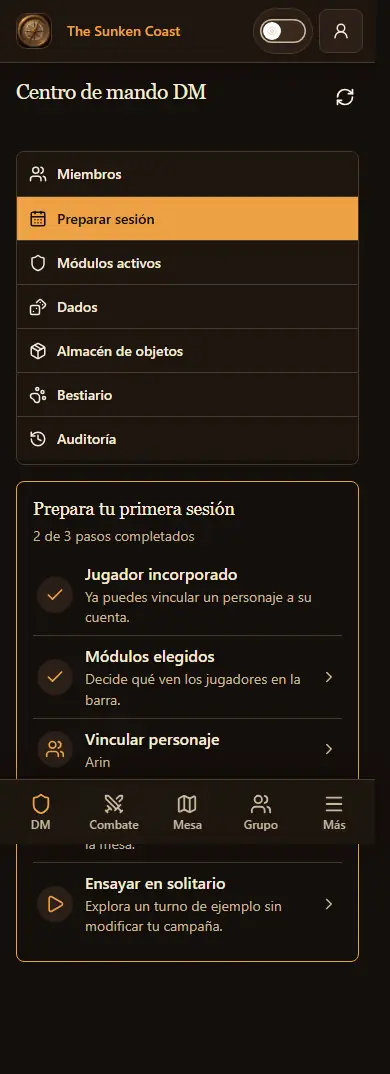 The Sunken Coast
Centro de mando DM
Miembros
Preparar sesión
Módulos activos
Dados
Almacén de objetos
Bestiario
Auditoría
Prepara tu primera sesión
2 de 3 pasos completados
Jugador incorporado
Ya puedes vincular un personaje a su
cuenta.
Módulos elegidos
Decide qué ven los jugadores en la
barra.
Vincular personaje
Arin
DM
Combate
Mesa
Grupo
Más
la mesa.
Ensayar en solitario
Explora un turno de ejemplo sin
modificar tu campaña.